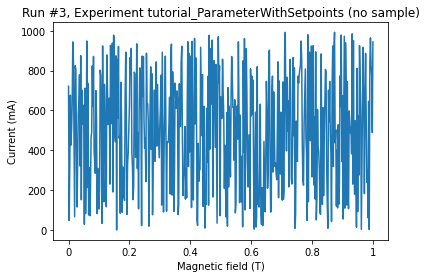 Run #3, Experiment tutorial_ParameterWithSetpoints (no sample)
Current (mA)
1000
800
600
400
200
0
0 0.2 0.4 0.6 0.8 1
Magnetic field (T)